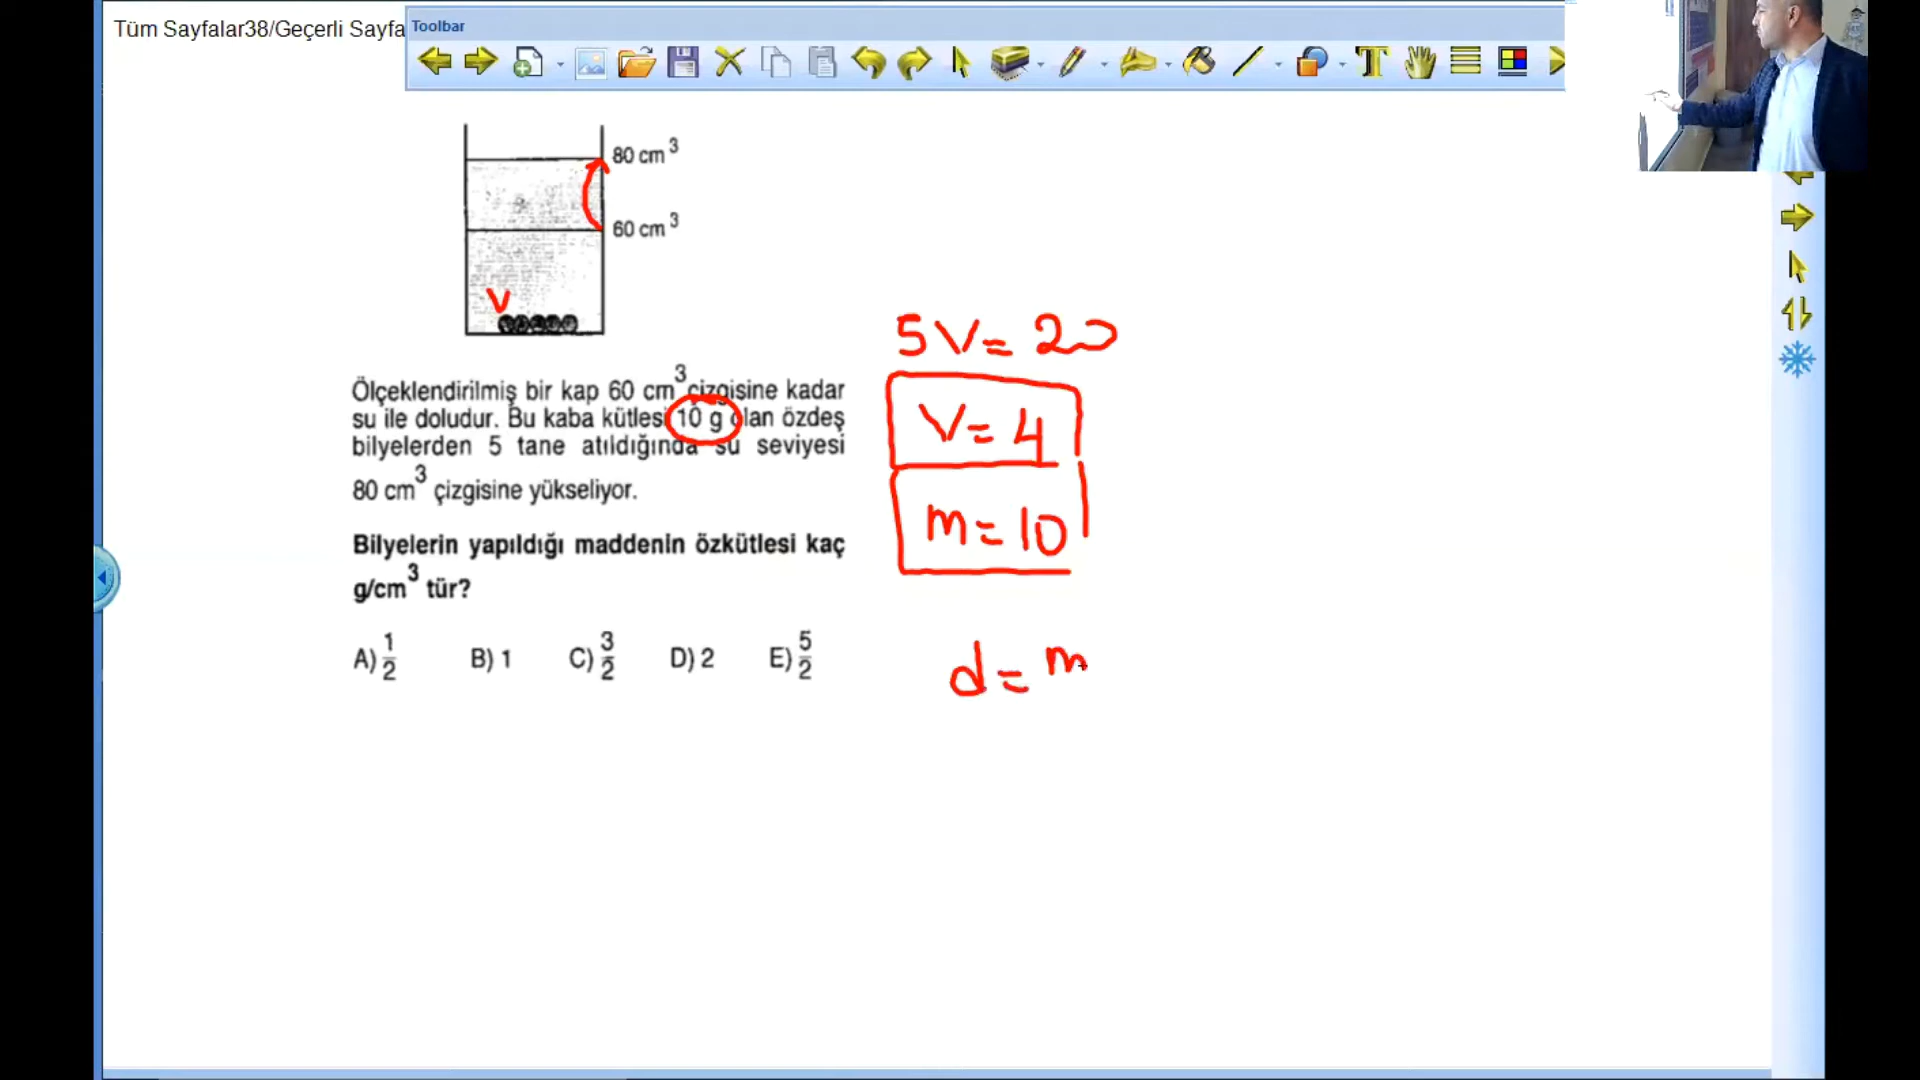 Tüm Sayfalar38/Geçerli Sayfa
Toolbar
80 cm³
60 cm³
V
Ölçeklendirilmiş bir kap 60 cm³ çizgisine kadar
su ile doludur. Bu kaba kütlesi 10 g olan özdeş
bilyelerden 5 tane atıldığında su seviyesi
80 cm³ çizgisine yükseliyor.
Bilyelerin yapıldığı maddenin özkütlesi kaç
g/cm³ tür?
A) 1/2 B) 1 C) 3/2 D) 2 E) 5/2
5V = 20
V = 4
m = 10
d = m